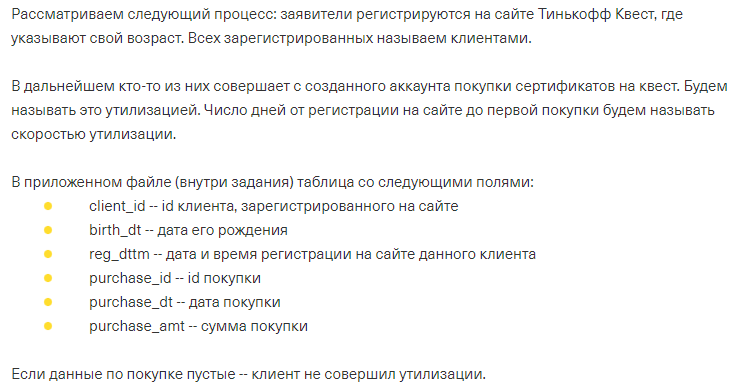 Рассматриваем следующий процесс: заявители регистрируются на сайте Тинькофф Квест, где
указывают свой возраст. Всех зарегистрированных называем клиентами.
В дальнейшем кто-то из них совершает с созданного аккаунта покупки сертификатов на квест. Будем
называть это утилизацией. Число дней от регистрации на сайте до первой покупки будем называть
скоростью утилизации.
В приложенном файле (внутри задания) таблица со следующими полями:
client_id -- id клиента, зарегистрированного на сайте
birth_dt -- дата его рождения
reg_dttm -- дата и время регистрации на сайте данного клиента
purchase_id -- id покупки
purchase_dt -- дата покупки
purchase_amt -- сумма покупки
Если данные по покупке пустые -- клиент не совершил утилизации.